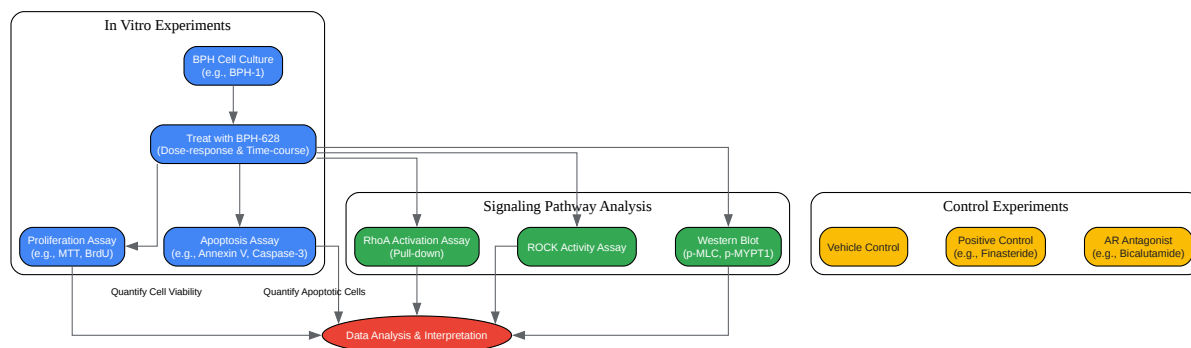 In Vitro Experiments
BPH Cell Culture
(e.g., BPH-1)
Treat with BPH-628
(Dose-response & Time-course)
Signaling Pathway Analysis
Control Experiments
Proliferation Assay
(e.g., MTT, BrdU)
Apoptosis Assay
(e.g., Annexin V, Caspase-3)
RhoA Activation Assay
(Pull-down)
ROCK Activity Assay
Western Blot
(p-MLC, p-MYPT1)
Vehicle Control
Positive Control
(e.g., Finasteride)
AR Antagonist
(e.g., Bicalutamide)
Quantify Cell Viability
Quantify Apoptotic Cells
Data Analysis & Interpretation